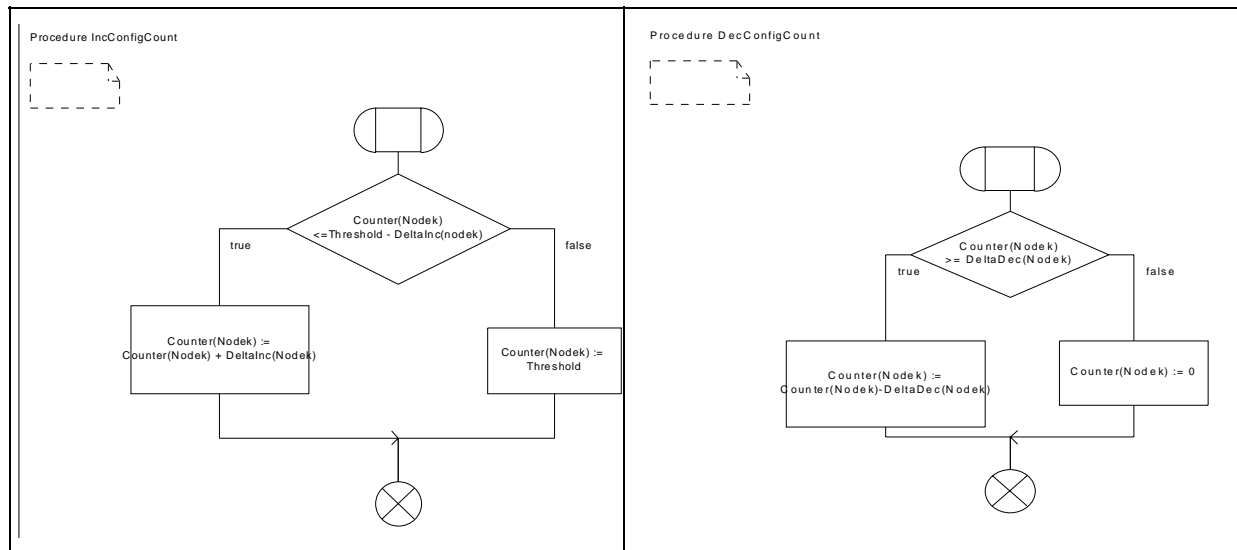 Procedure IncConfigCount
Counter(Nodek)
<=Threshold - DeltaInc(nodek)
true
false
Counter(Nodek) :=
Counter(Nodek) + DeltaInc(Nodek)
Counter(Nodek) :=
Threshold
Procedure DecConfigCount
Counter(Nodek)
>= DeltaDec(Nodek)
true
false
Counter(Nodek) :=
Counter(Nodek)-DeltaDec(Nodek)
Counter(Nodek) := 0